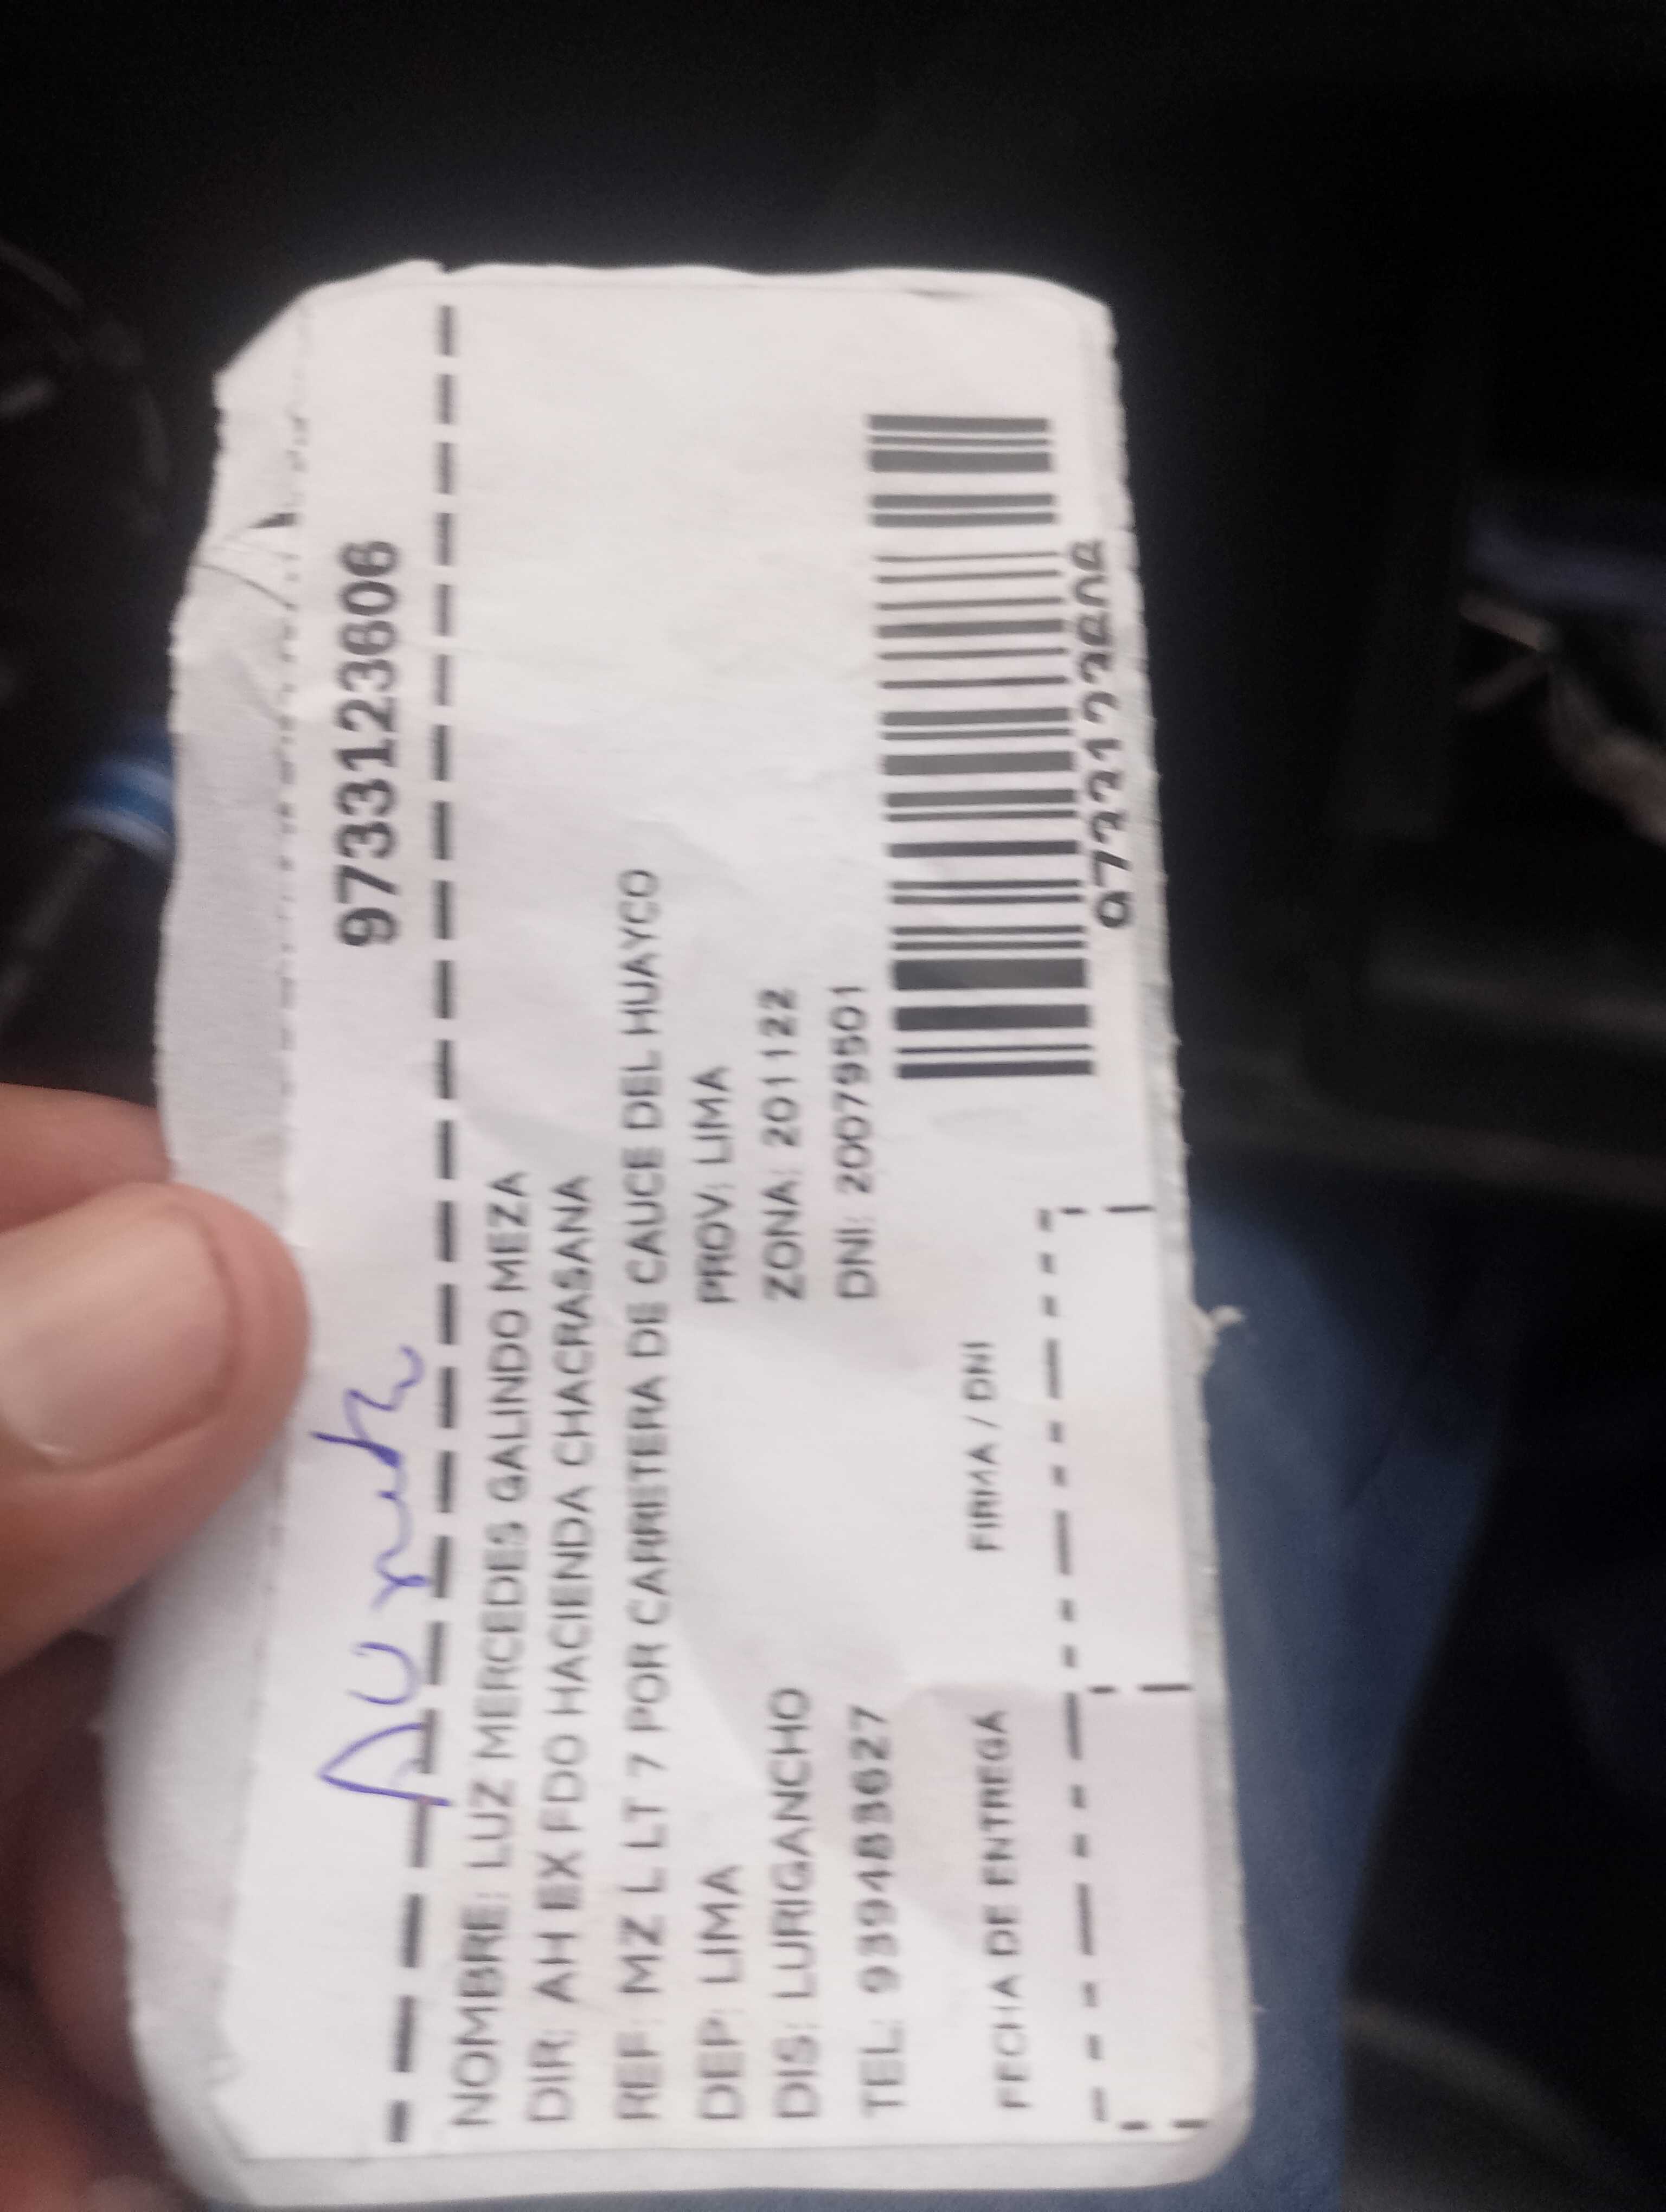 9733123606
NOMBRE: LUZ MERCEDES GALINDO MEZA
DIR: AH EX FDO HACIENDA CHACRASANA
REF: MZ L LT 7 POR CARRETERA DE CAUCE DEL HUAYCO
DEP: LIMA PROV: LIMA
DIS: LURIGANCHO ZONA: 201122
TEL: 939483627 DNI: 20079501
FECHA DE ENTREGA FIRMA / DNI